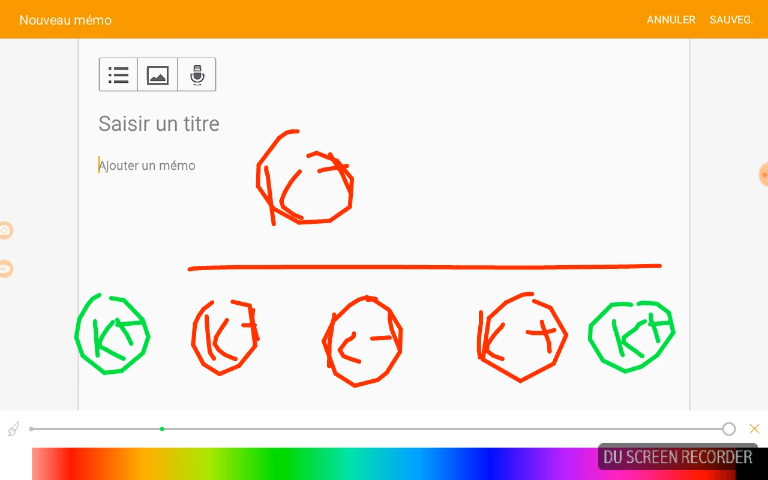 Nouveau mémo ANNULER SAUVEG.
Saisir un titre
Ajouter un mémo
K+
K+ K+ K- K+ K+
DU SCREEN RECORDER